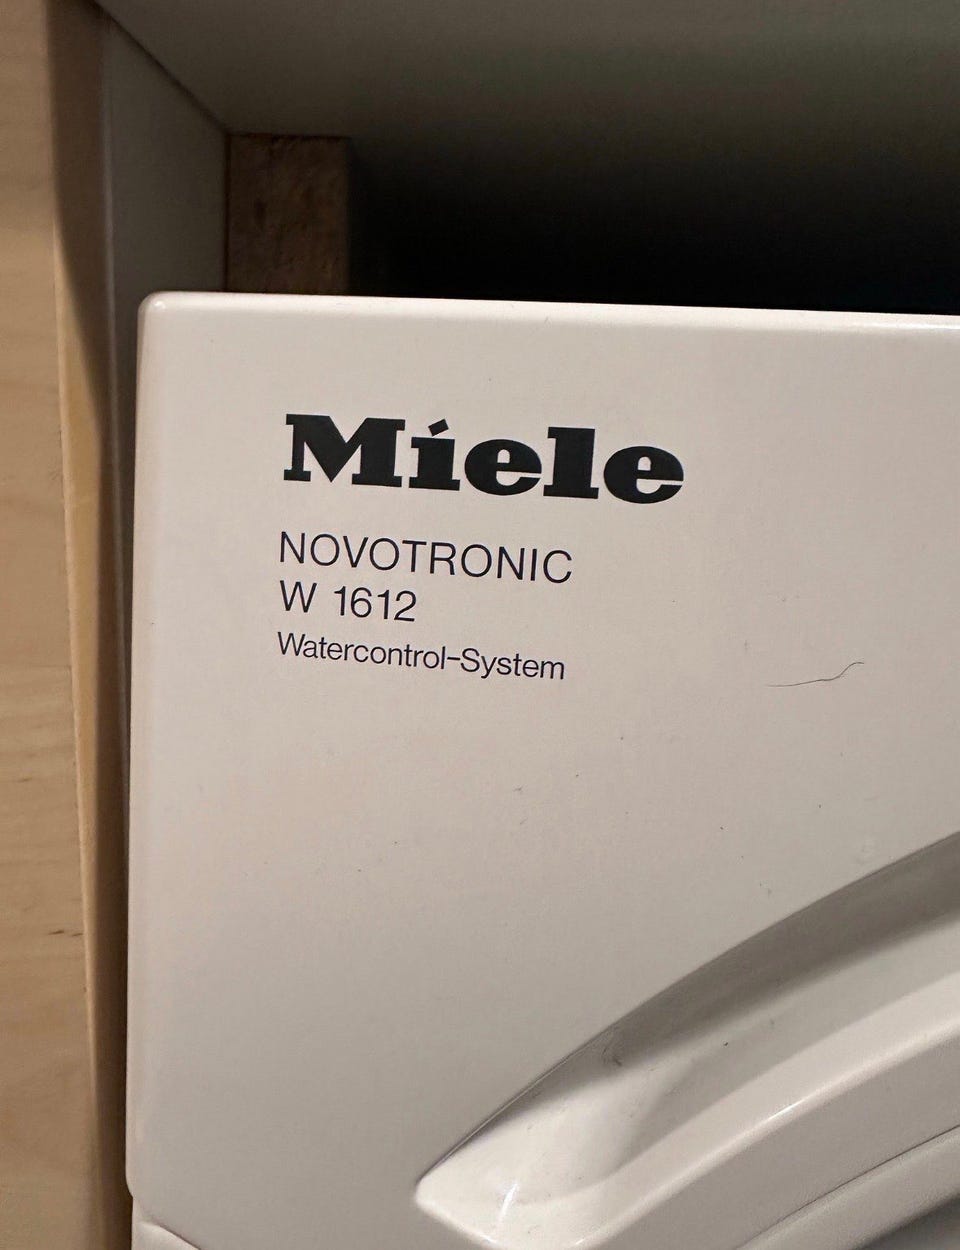 Miele
NOVOTRONIC
W 1612
Watercontrol-System